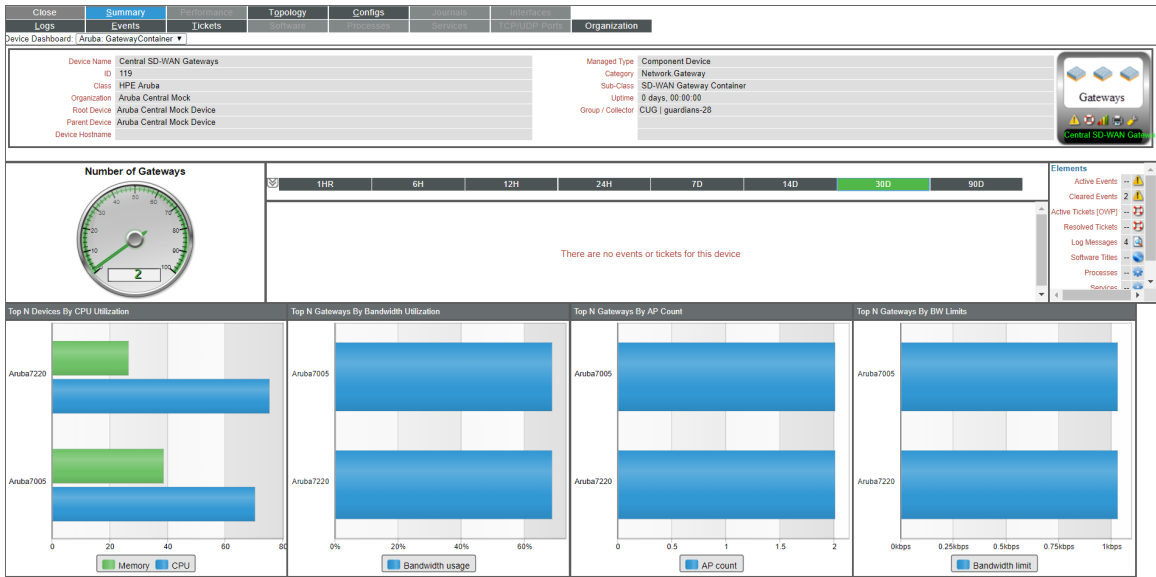 Close Summary Performance Topology Configs Journals Interfaces
Logs Events Tickets Software Processes Services TCP/UDP Ports Organization
Device Dashboard: Aruba: GatewayContainer ▼
Device Name Central SD-WAN Gateways Managed Type Component Device
ID 119 Category Network.Gateway
Class HPE Aruba Sub-Class SD-WAN Gateway Container
Organization Aruba Central Mock Uptime 0 days, 00:00:00
Root Device Aruba Central Mock Device Group / Collector CUG | guardians-28
Parent Device Aruba Central Mock Device
Device Hostname
Gateways
Central SD-WAN Gatew
Number of Gateways
0 10 20 30 40 50 60 70 80 90 100
2
1HR 6H 12H 24H 7D 14D 30D 90D
There are no events or tickets for this device
Elements
Active Events --
Cleared Events 2
Active Tickets [OWP] --
Resolved Tickets --
Log Messages 4
Software Titles --
Processes --
Services --
Top N Devices By CPU Utilization
Aruba7220
Aruba7005
0 20 40 60 80
Memory CPU
Top N Gateways By Bandwidth Utilization
Aruba7005
Aruba7220
0% 20% 40% 60%
Bandwidth usage
Top N Gateways By AP Count
Aruba7005
Aruba7220
0 0.5 1 1.5 2
AP count
Top N Gateways By BW Limits
Aruba7005
Aruba7220
0kbps 0.25kbps 0.5kbps 0.75kbps 1kbps
Bandwidth limit